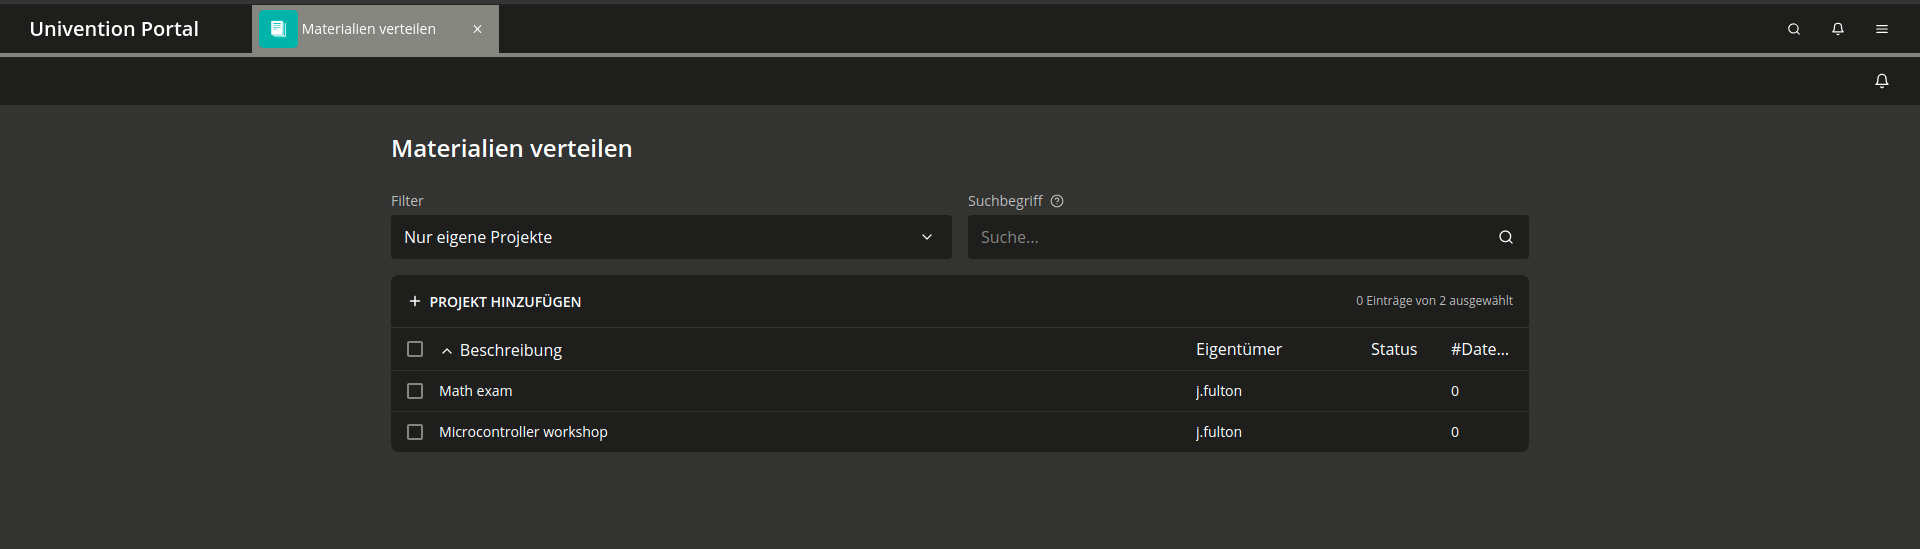 Univention Portal
Materialien verteilen
Materialien verteilen
Filter
Suchbegriff
Nur eigene Projekte
Suche...
PROJEKT HINZUFÜGEN
0 Einträge von 2 ausgewählt
Beschreibung Eigentümer Status #Date...
Math exam j.fulton 0
Microcontroller workshop j.fulton 0